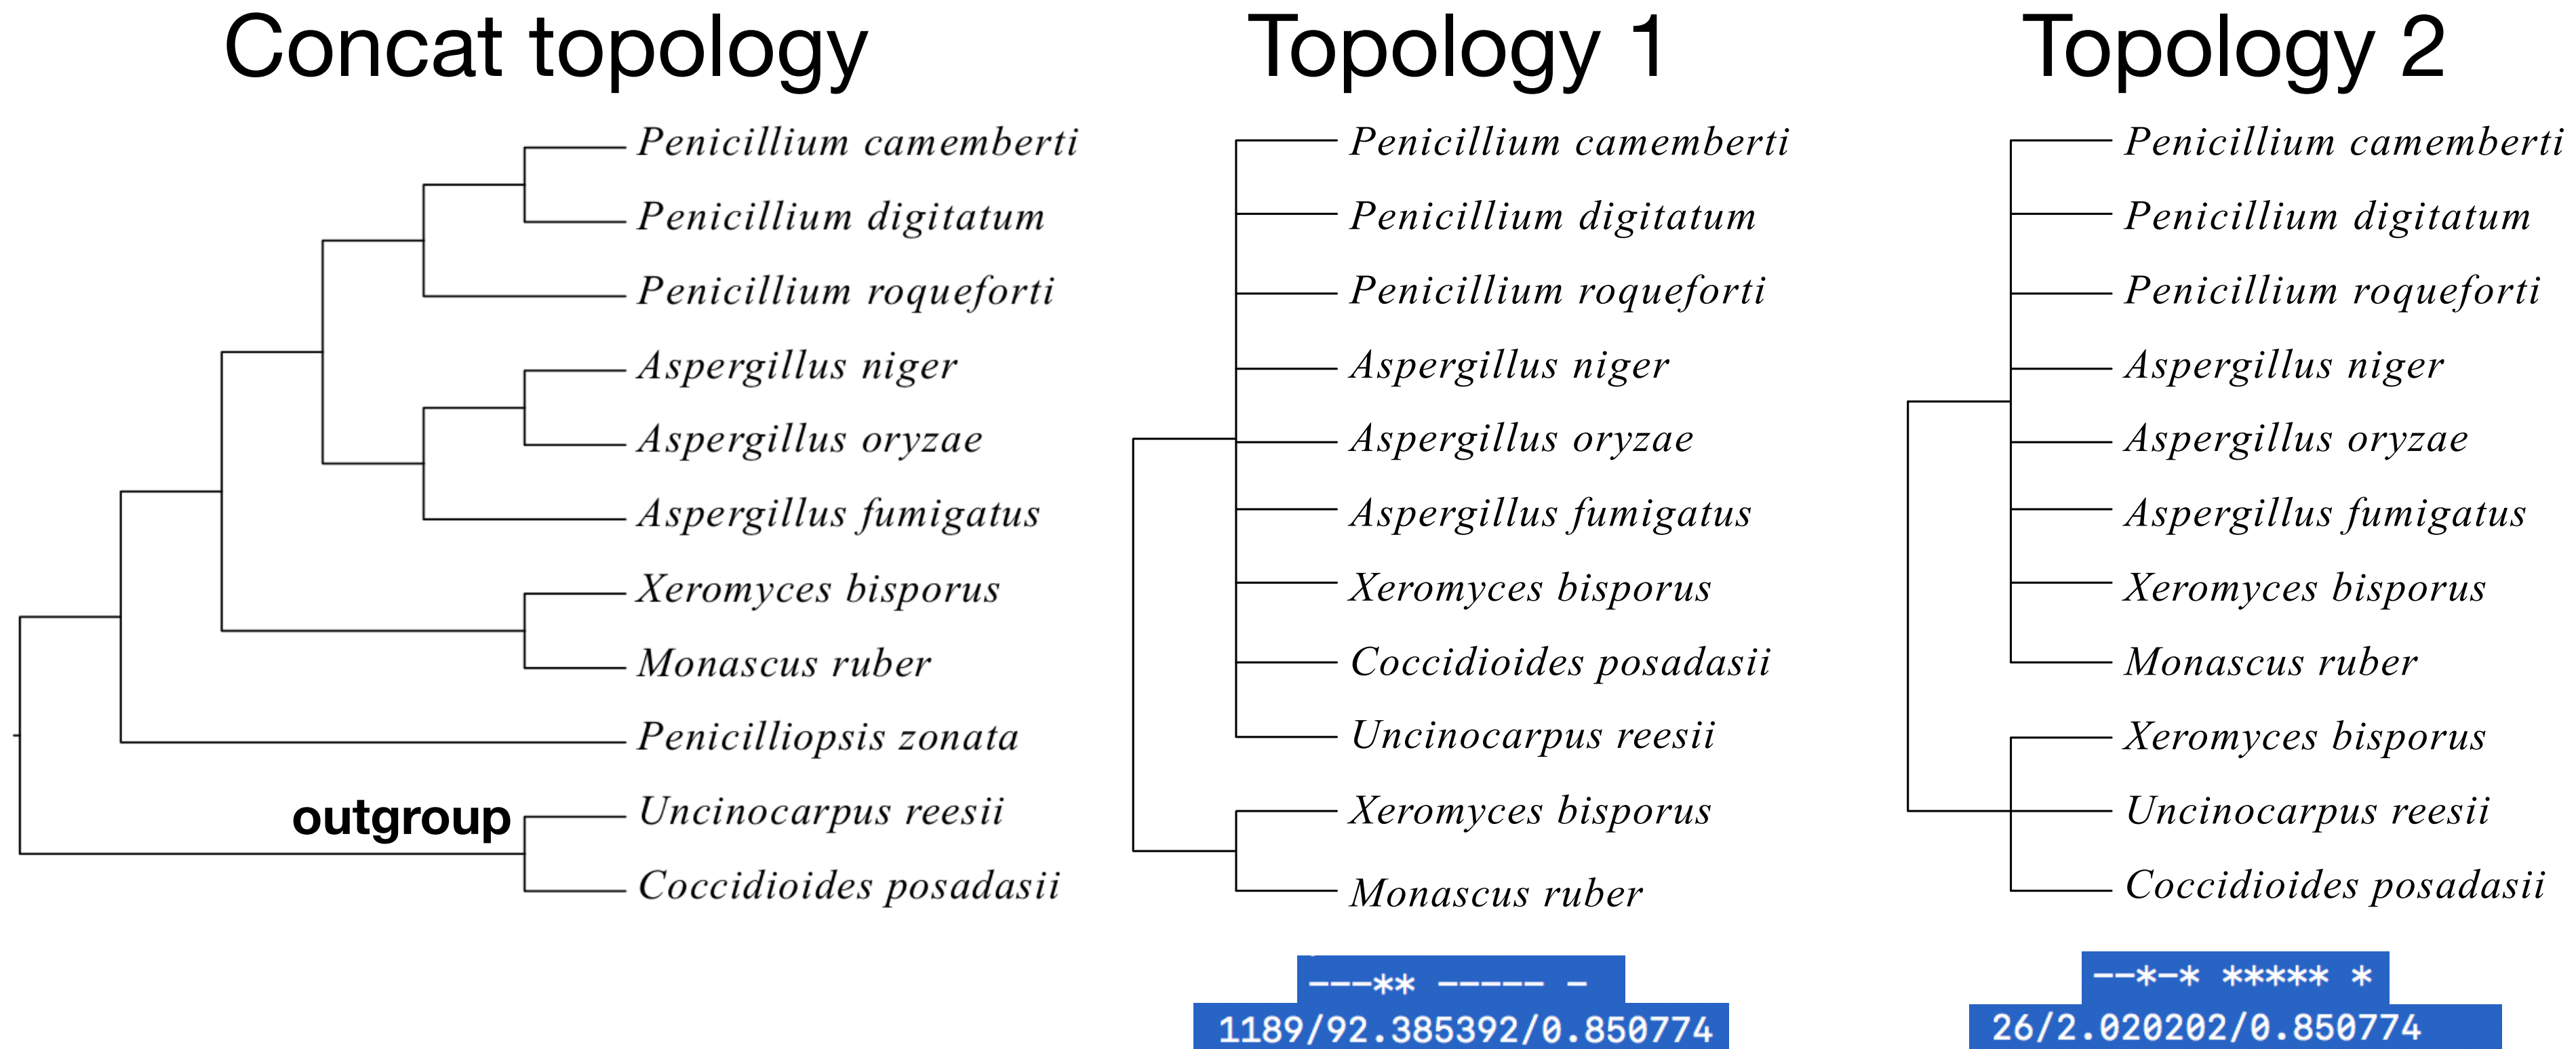 Concat topology
Penicillium camemberti
Penicillium digitatum
Penicillium roqueforti
Aspergillus niger
Aspergillus oryzae
Aspergillus fumigatus
Xeromyces bisporus
Monascus ruber
Penicilliopsis zonata
outgroup
Uncinocarpus reesii
Coccidioides posadasii
Topology 1
Penicillium camemberti
Penicillium digitatum
Penicillium roqueforti
Aspergillus niger
Aspergillus oryzae
Aspergillus fumigatus
Xeromyces bisporus
Coccidioides posadasii
Uncinocarpus reesii
Xeromyces bisporus
Monascus ruber
---** ----- -
1189/92.385392/0.850774
Topology 2
Penicillium camemberti
Penicillium digitatum
Penicillium roqueforti
Aspergillus niger
Aspergillus oryzae
Aspergillus fumigatus
Xeromyces bisporus
Monascus ruber
Xeromyces bisporus
Uncinocarpus reesii
Coccidioides posadasii
--*-* ***** *
26/2.020202/0.850774